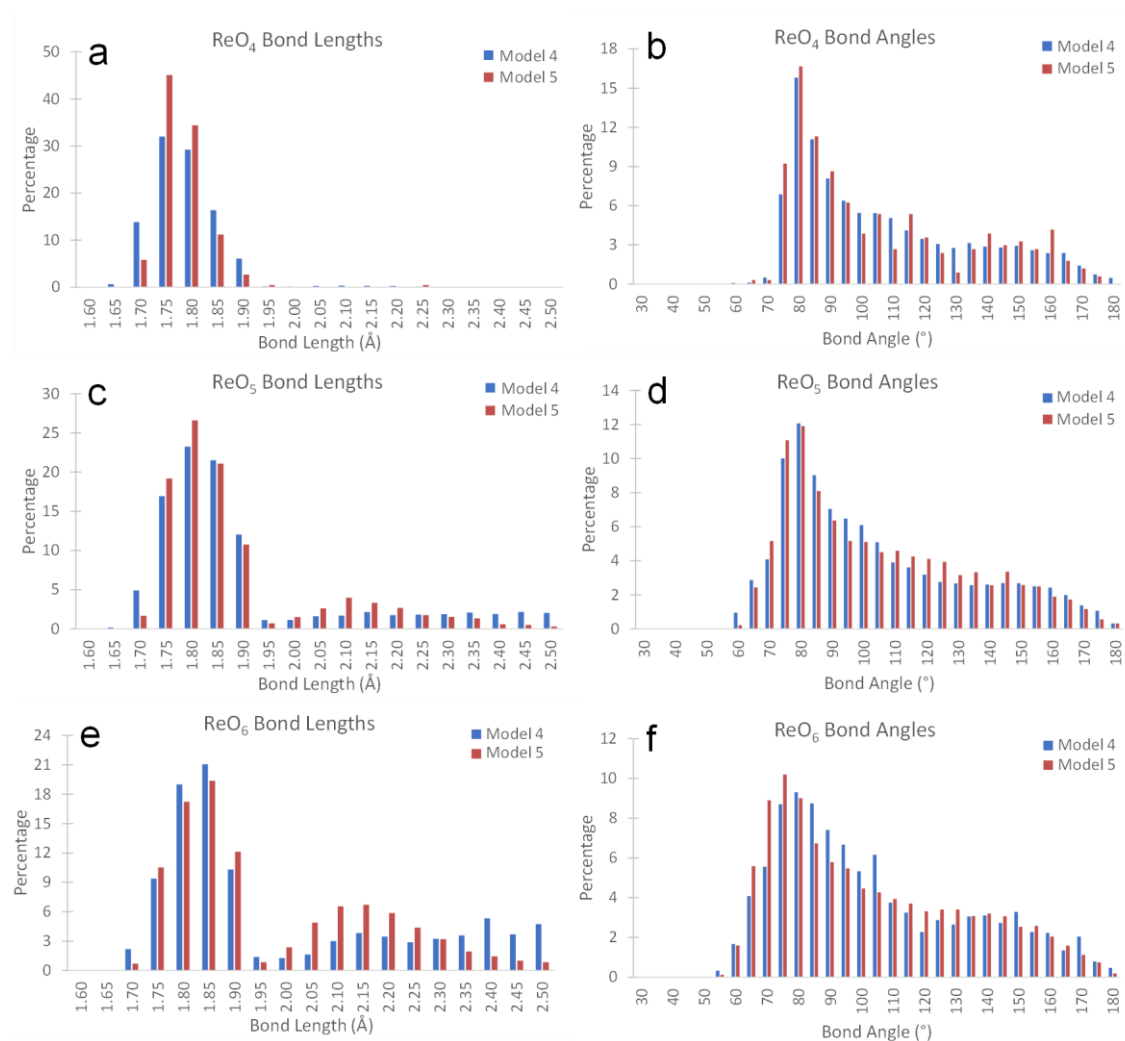 a
ReO4 Bond Lengths
Model 4
Model 5
Percentage
50
40
30
20
10
0
1.60 1.65 1.70 1.75 1.80 1.85 1.90 1.95 2.00 2.05 2.10 2.15 2.20 2.25 2.30 2.35 2.40 2.45 2.50
Bond Length (Å)
b
ReO4 Bond Angles
Model 4
Model 5
Percentage
18
15
12
9
6
3
0
30 40 50 60 70 80 90 100 110 120 130 140 150 160 170 180
Bond Angle (°)
c
ReO5 Bond Lengths
Model 4
Model 5
Percentage
30
25
20
15
10
5
0
1.60 1.65 1.70 1.75 1.80 1.85 1.90 1.95 2.00 2.05 2.10 2.15 2.20 2.25 2.30 2.35 2.40 2.45 2.50
Bond Length (Å)
d
ReO5 Bond Angles
Model 4
Model 5
Percentage
14
12
10
8
6
4
2
0
30 40 50 60 70 80 90 100 110 120 130 140 150 160 170 180
Bond Angle (°)
e
ReO6 Bond Lengths
Model 4
Model 5
Percentage
24
21
18
15
12
9
6
3
0
1.60 1.65 1.70 1.75 1.80 1.85 1.90 1.95 2.00 2.05 2.10 2.15 2.20 2.25 2.30 2.35 2.40 2.45 2.50
Bond Length (Å)
f
ReO6 Bond Angles
Model 4
Model 5
Percentage
12
10
8
6
4
2
0
30 40 50 60 70 80 90 100 110 120 130 140 150 160 170 180
Bond Angle (°)